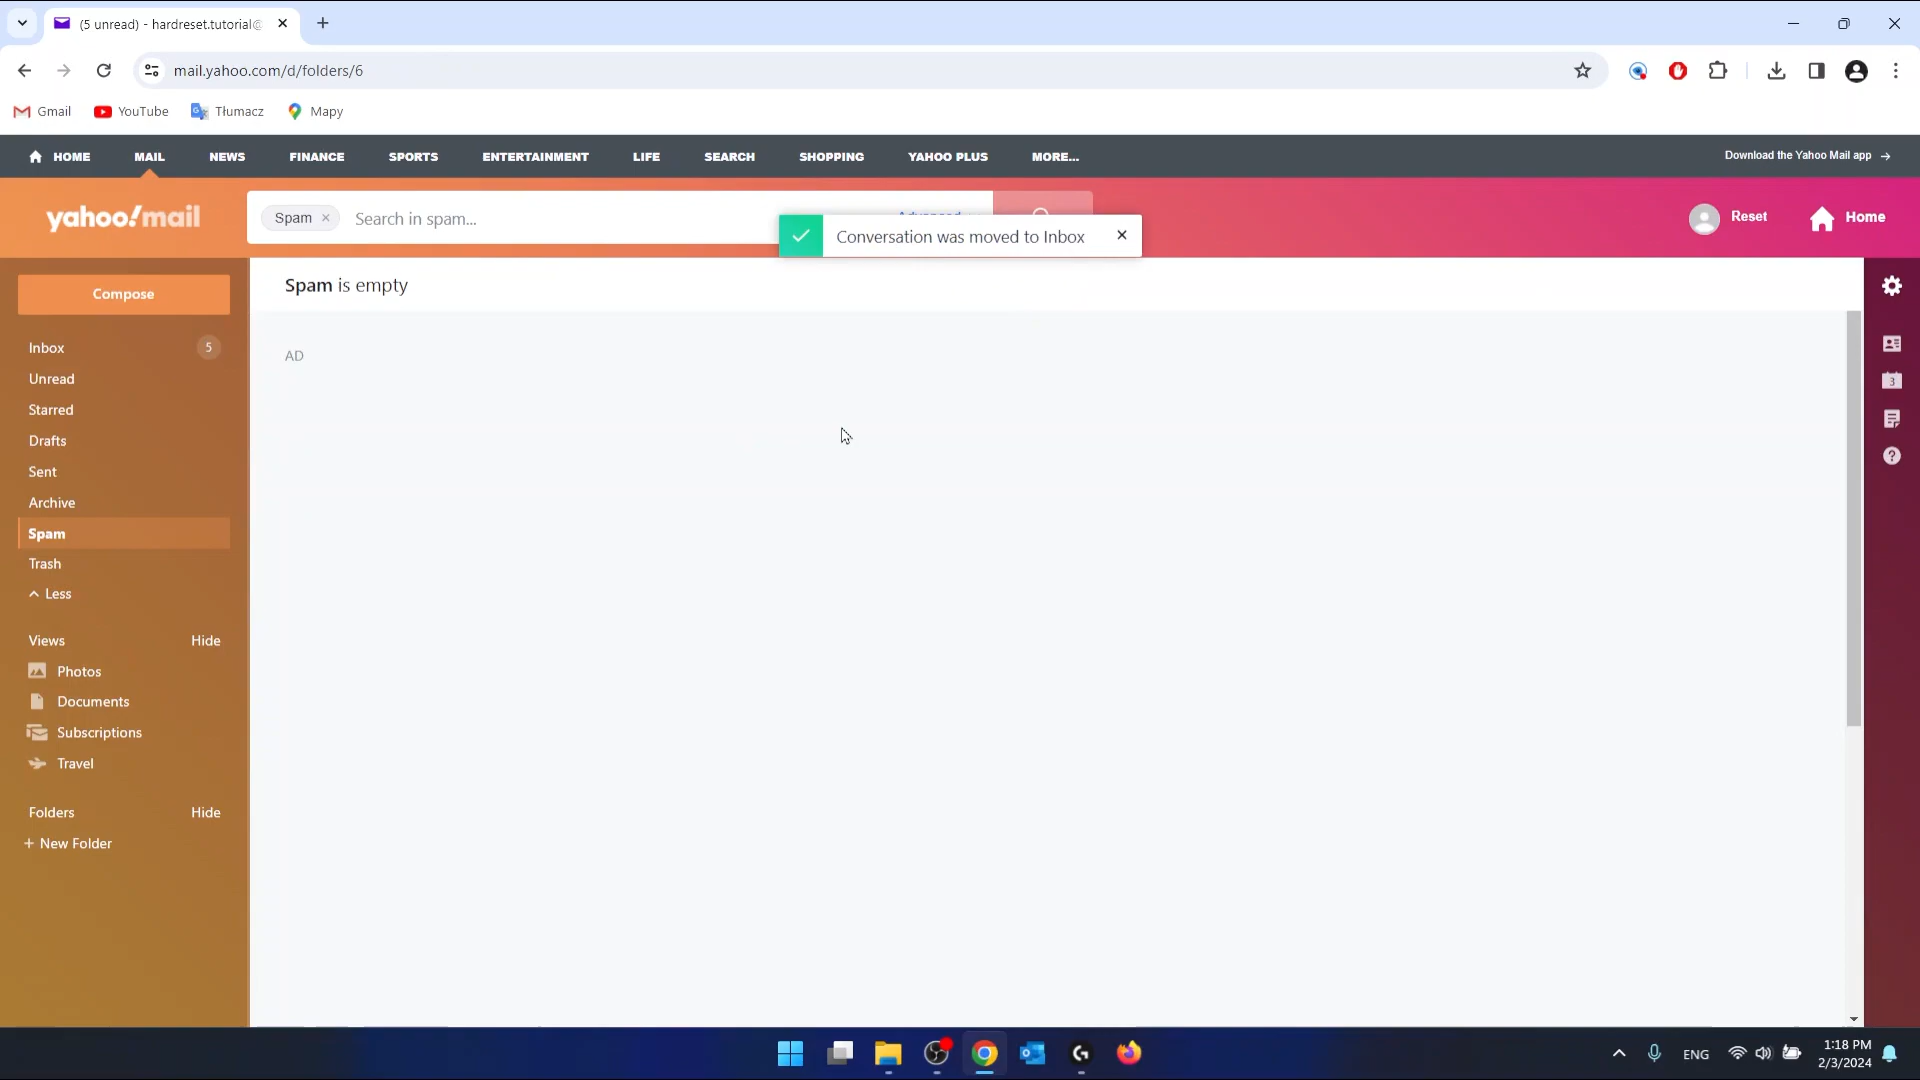 (5 unread) - hardreset.tutorial@
mail.yahoo.com/d/folders/6
Gmail
YouTube
Tłumacz
Mapy
HOME
MAIL
NEWS
FINANCE
SPORTS
ENTERTAINMENT
LIFE
SEARCH
SHOPPING
YAHOO PLUS
MORE...
Download the Yahoo Mail app →
yahoo!mail
Spam ×
Search in spam...
Advanced
Conversation was moved to Inbox
Reset
Home
Compose
Spam is empty
AD
Inbox 5
Unread
Starred
Drafts
Sent
Archive
Spam
Trash
Less
Views Hide
Photos
Documents
Subscriptions
Travel
Folders Hide
+ New Folder
3
ENG
1:18 PM
2/3/2024